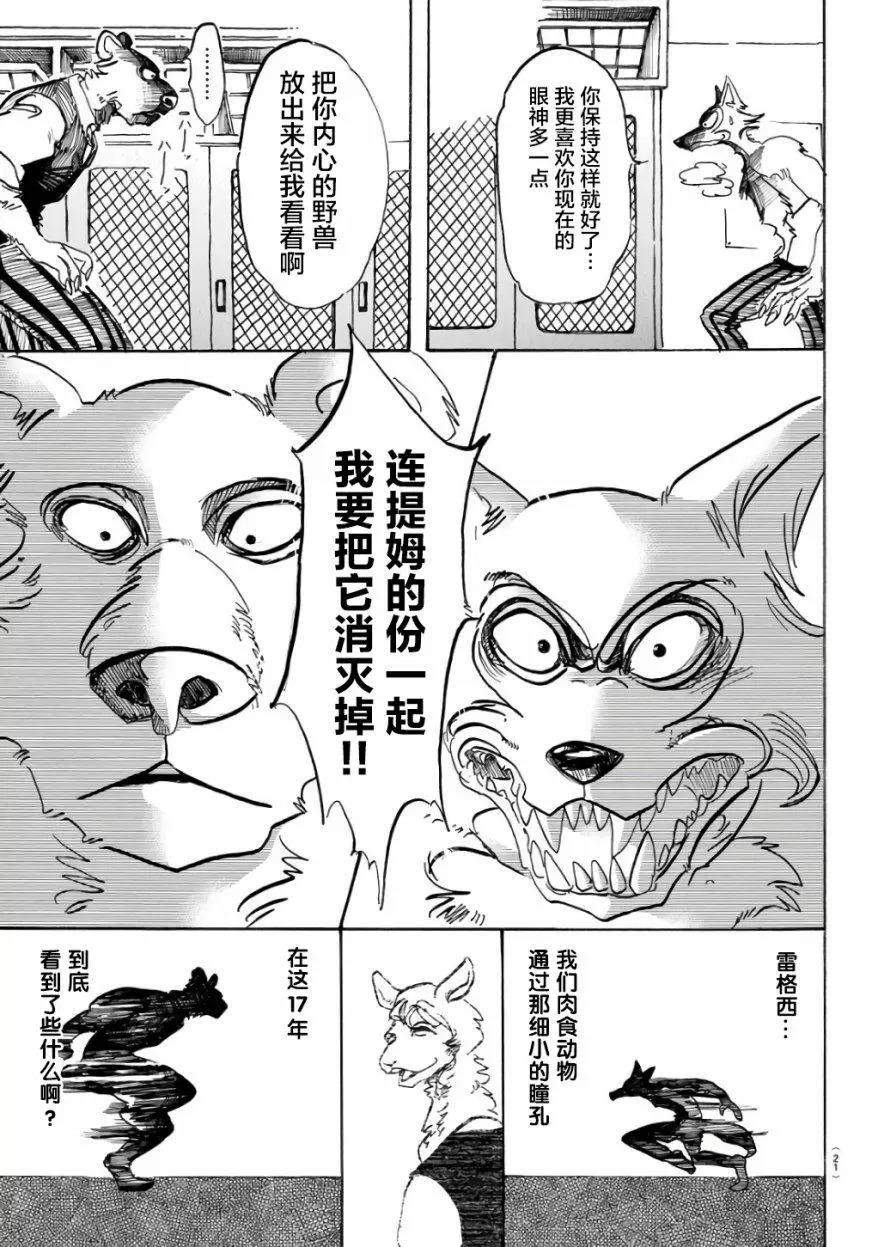 你保持这样就好了…
我更喜欢你现在的
眼神多一点
把你内心的野兽
放出来给我看看啊
………
连提姆的份一起
我要把它消灭掉!!
雷格西…
我们肉食动物
通过那细小的瞳孔
在这17年
到底
看到了些什么啊？
(21)